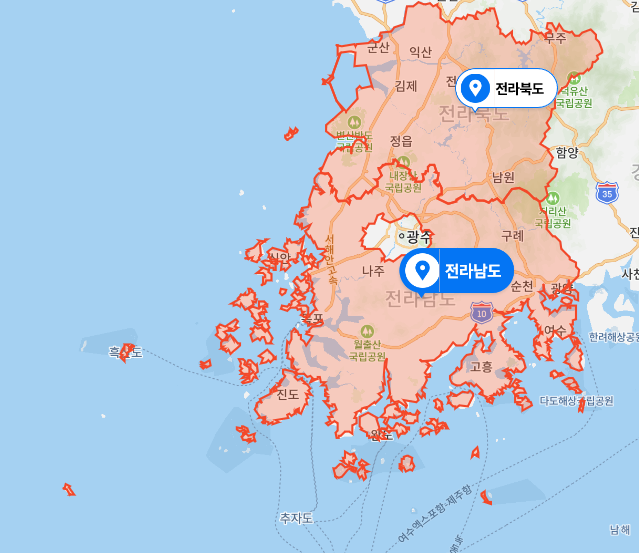 군산
익산
무주
김제
전라북도
전라북도
덕유산
국립공원
변산반도
국립공원
정읍
함양
내장산
국립공원
남원
35
지리산
국립공원
광주
구례
서해안고속
신안
나주
전라남도
전라남도
순천
광양
사천
10
목포
여수
월출산
국립공원
한려해상국립공
흑산도
고흥
진도
다도해상국립공원
완도
여수엑스포항-제주항
추자도
남해